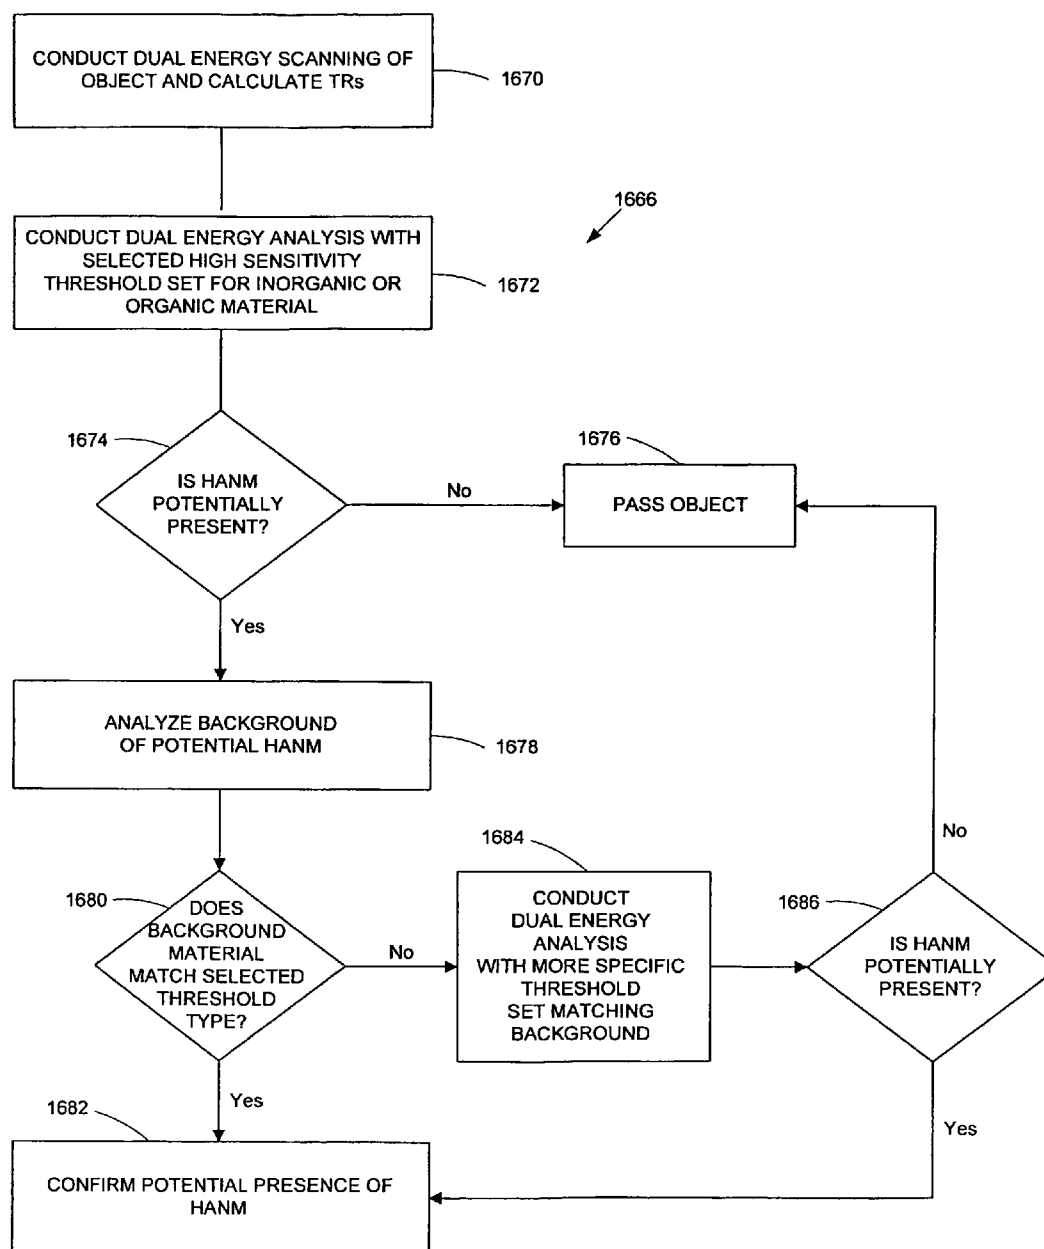 CONDUCT DUAL ENERGY SCANNING OF
OBJECT AND CALCULATE TRs
1670
1666
CONDUCT DUAL ENERGY ANALYSIS WITH
SELECTED HIGH SENSITIVITY
THRESHOLD SET FOR INORGANIC OR
ORGANIC MATERIAL
1672
1674
IS HANM
POTENTIALLY
PRESENT?
No
1676
PASS OBJECT
Yes
ANALYZE BACKGROUND
OF POTENTIAL HANM
1678
1680
DOES
BACKGROUND
MATERIAL
MATCH SELECTED
THRESHOLD
TYPE?
No
1684
CONDUCT
DUAL ENERGY
ANALYSIS
WITH MORE SPECIFIC
THRESHOLD
SET MATCHING
BACKGROUND
1686
IS HANM
POTENTIALLY
PRESENT?
No
Yes
Yes
1682
CONFIRM POTENTIAL PRESENCE OF
HANM